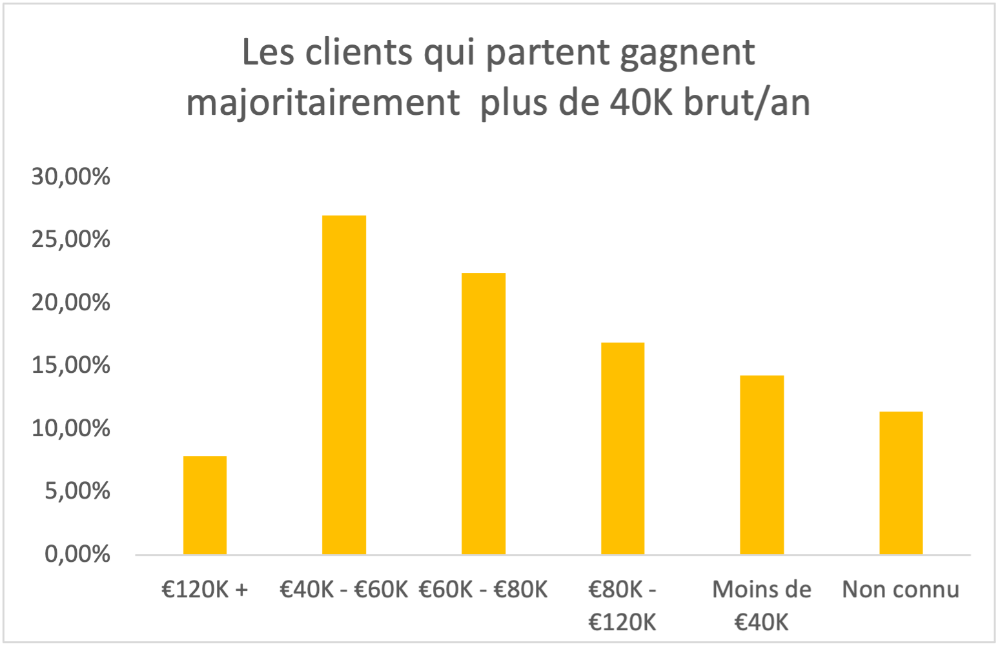 Les clients qui partent gagnent
majoritairement  plus de 40K brut/an
30,00%
25,00%
20,00%
15,00%
10,00%
5,00%
0,00%
€120K +
€40K - €60K
€60K - €80K
€80K -
€120K
Moins de
€40K
Non connu